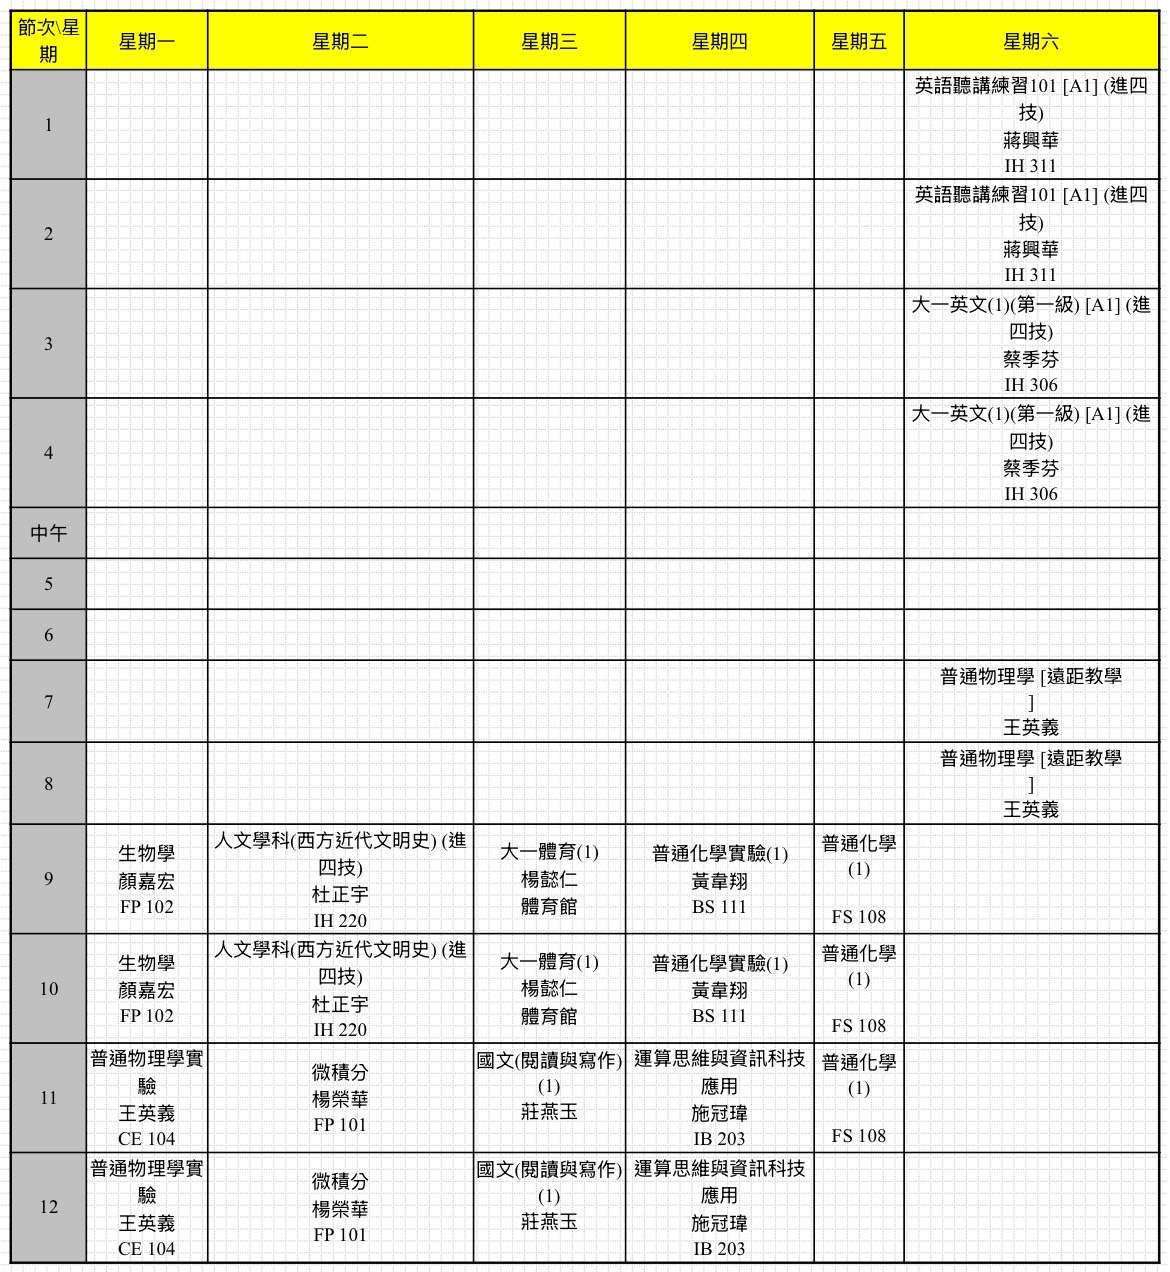 節次\星
期
星期一
星期二
星期三
星期四
星期五
星期六
1
英語聽講練習101 [A1] (進四
技)
蔣興華
IH 311
2
英語聽講練習101 [A1] (進四
技)
蔣興華
IH 311
3
大一英文(1)(第一級) [A1] (進
四技)
蔡季芬
IH 306
4
大一英文(1)(第一級) [A1] (進
四技)
蔡季芬
IH 306
中午
5
6
7
普通物理學 [遠距教學
]
王英義
8
普通物理學 [遠距教學
]
王英義
9
生物學
顏嘉宏
FP 102
人文學科(西方近代文明史) (進
四技)
杜正宇
IH 220
大一體育(1)
楊懿仁
體育館
普通化學實驗(1)
黃韋翔
BS 111
普通化學
(1)
FS 108
10
生物學
顏嘉宏
FP 102
人文學科(西方近代文明史) (進
四技)
杜正宇
IH 220
大一體育(1)
楊懿仁
體育館
普通化學實驗(1)
黃韋翔
BS 111
普通化學
(1)
FS 108
11
普通物理學實
驗
王英義
CE 104
微積分
楊榮華
FP 101
國文(閱讀與寫作)
(1)
莊燕玉
運算思維與資訊科技
應用
施冠瑋
IB 203
普通化學
(1)
FS 108
12
普通物理學實
驗
王英義
CE 104
微積分
楊榮華
FP 101
國文(閱讀與寫作)
(1)
莊燕玉
運算思維與資訊科技
應用
施冠瑋
IB 203